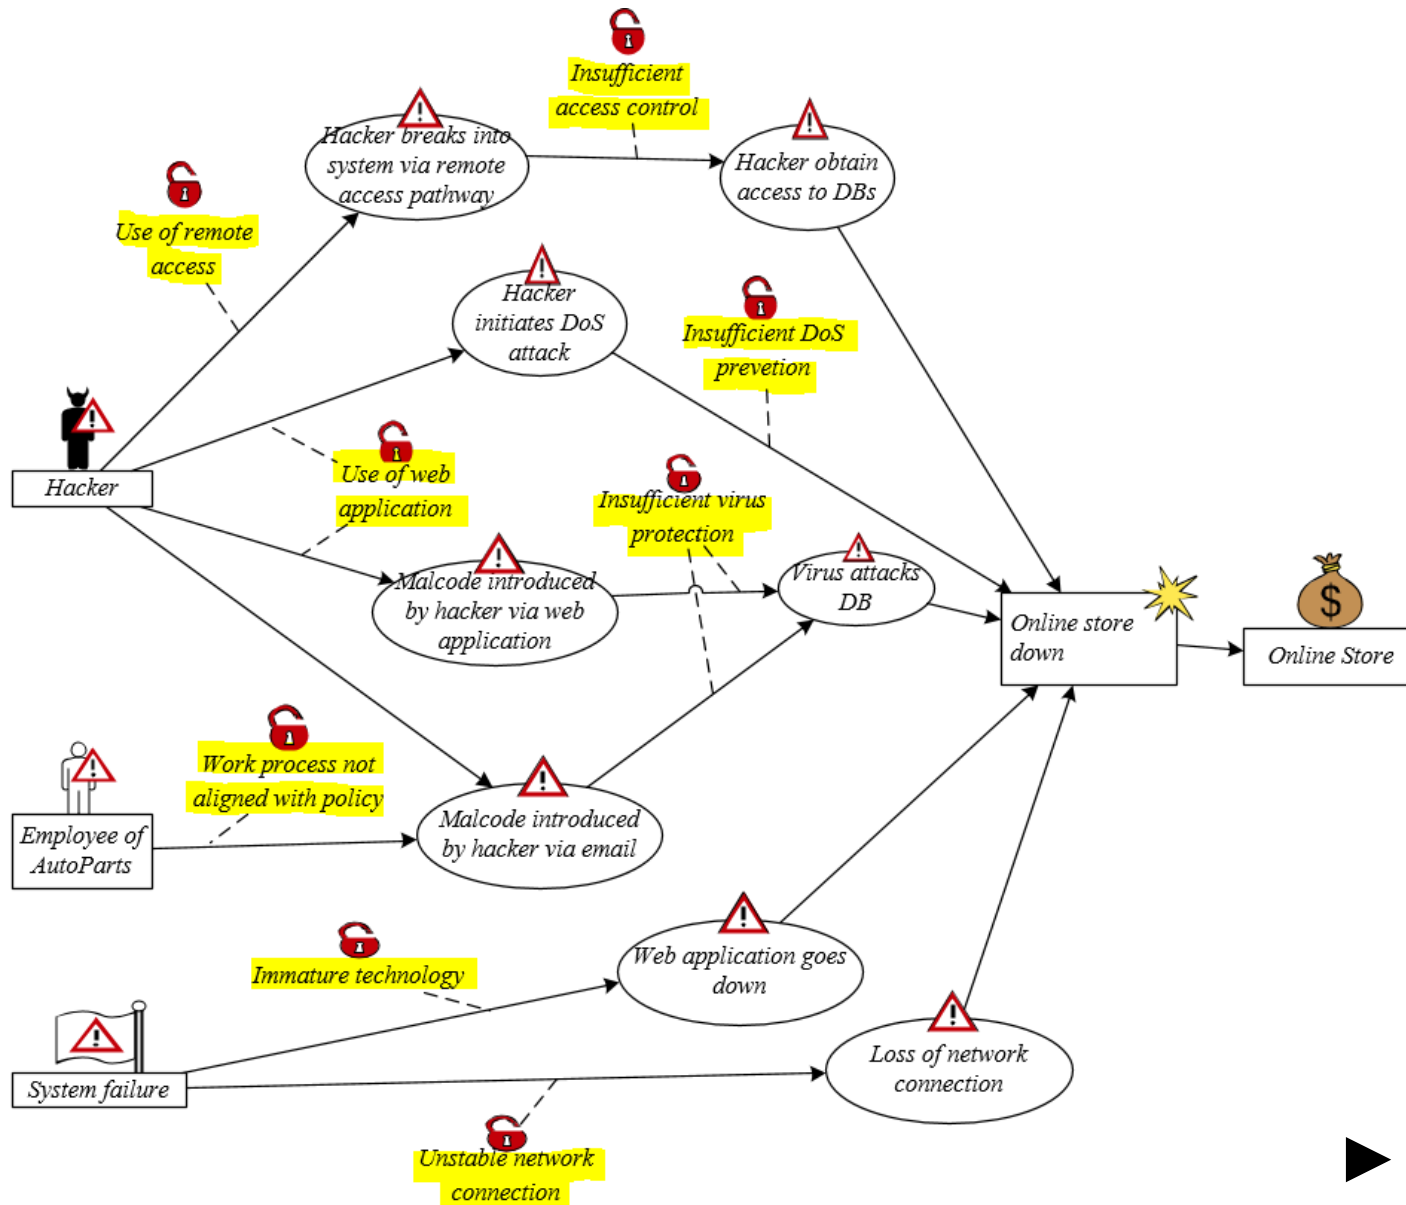 Insufficient
access control
Hacker breaks into
system via remote
access pathway
Hacker obtain
access to DBs
Use of remote
access
Hacker
initiates DoS
attack
Insufficient DoS
prevetion
Hacker
Use of web
application
Insufficient virus
protection
Malcode introduced
by hacker via web
application
Virus attacks
DB
Online store
down
$
Online Store
Work process not
aligned with policy
Employee of
AutoParts
Malcode introduced
by hacker via email
Immature technology
Web application goes
down
Loss of network
connection
System failure
Unstable network
connection